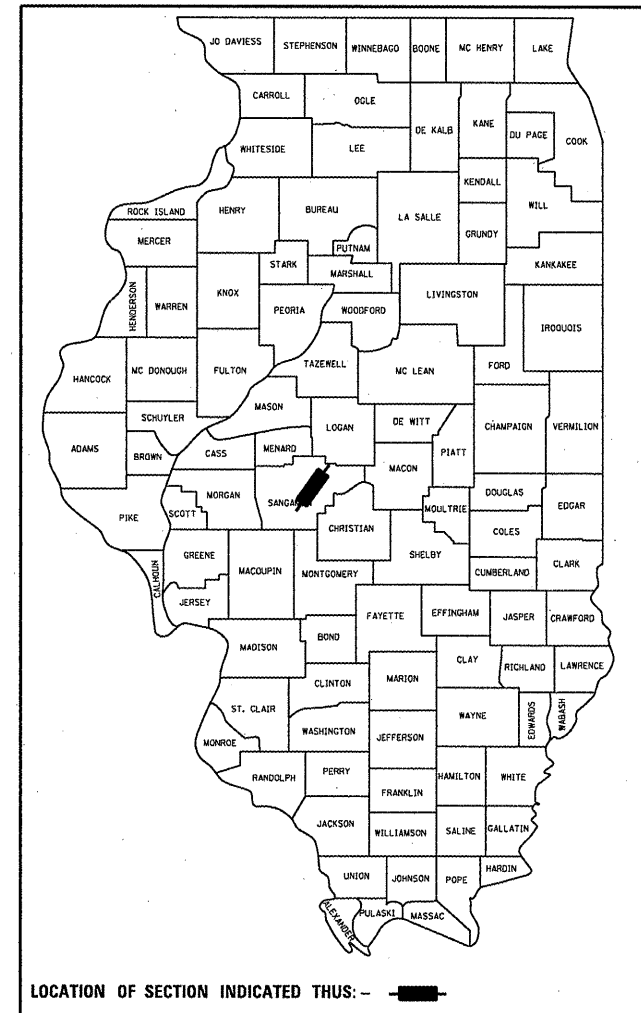 JO DAVIESS STEPHENSON WINNEBAGO BOONE MC HENRY LAKE
CARROLL OGLE DE KALB KANE DU PAGE COOK
WHITESIDE LEE
KENDALL WILL
ROCK ISLAND HENRY BUREAU LA SALLE GRUNDY
MERCER PUTNAM
STARK MARSHALL KANKAKEE
HENDERSON WARREN KNOX PEORIA WOODFORD LIVINGSTON IROQUOIS
HANCOCK MC DONOUGH FULTON TAZEWELL MC LEAN FORD
SCHUYLER MASON LOGAN DE WITT CHAMPAIGN VERMILION
ADAMS BROWN CASS MENARD MACON PIATT
PIKE SCOTT MORGAN MOULTRIE DOUGLAS EDGAR
CHRISTIAN COLES
GREENE MACOUPIN MONTGOMERY SHELBY CUMBERLAND CLARK
CALHOUN JERSEY
FAYETTE EFFINGHAM JASPER CRAWFORD
MADISON BOND CLAY RICHLAND LAWRENCE
CLINTON MARION
ST. CLAIR WAYNE EDWARDS WABASH
MONROE WASHINGTON JEFFERSON
RANDOLPH PERRY HAMILTON WHITE
FRANKLIN
JACKSON WILLIAMSON SALINE GALLATIN
UNION JOHNSON POPE HARDIN
ALEXANDER PULASKI MASSAC
LOCATION OF SECTION INDICATED THUS: -